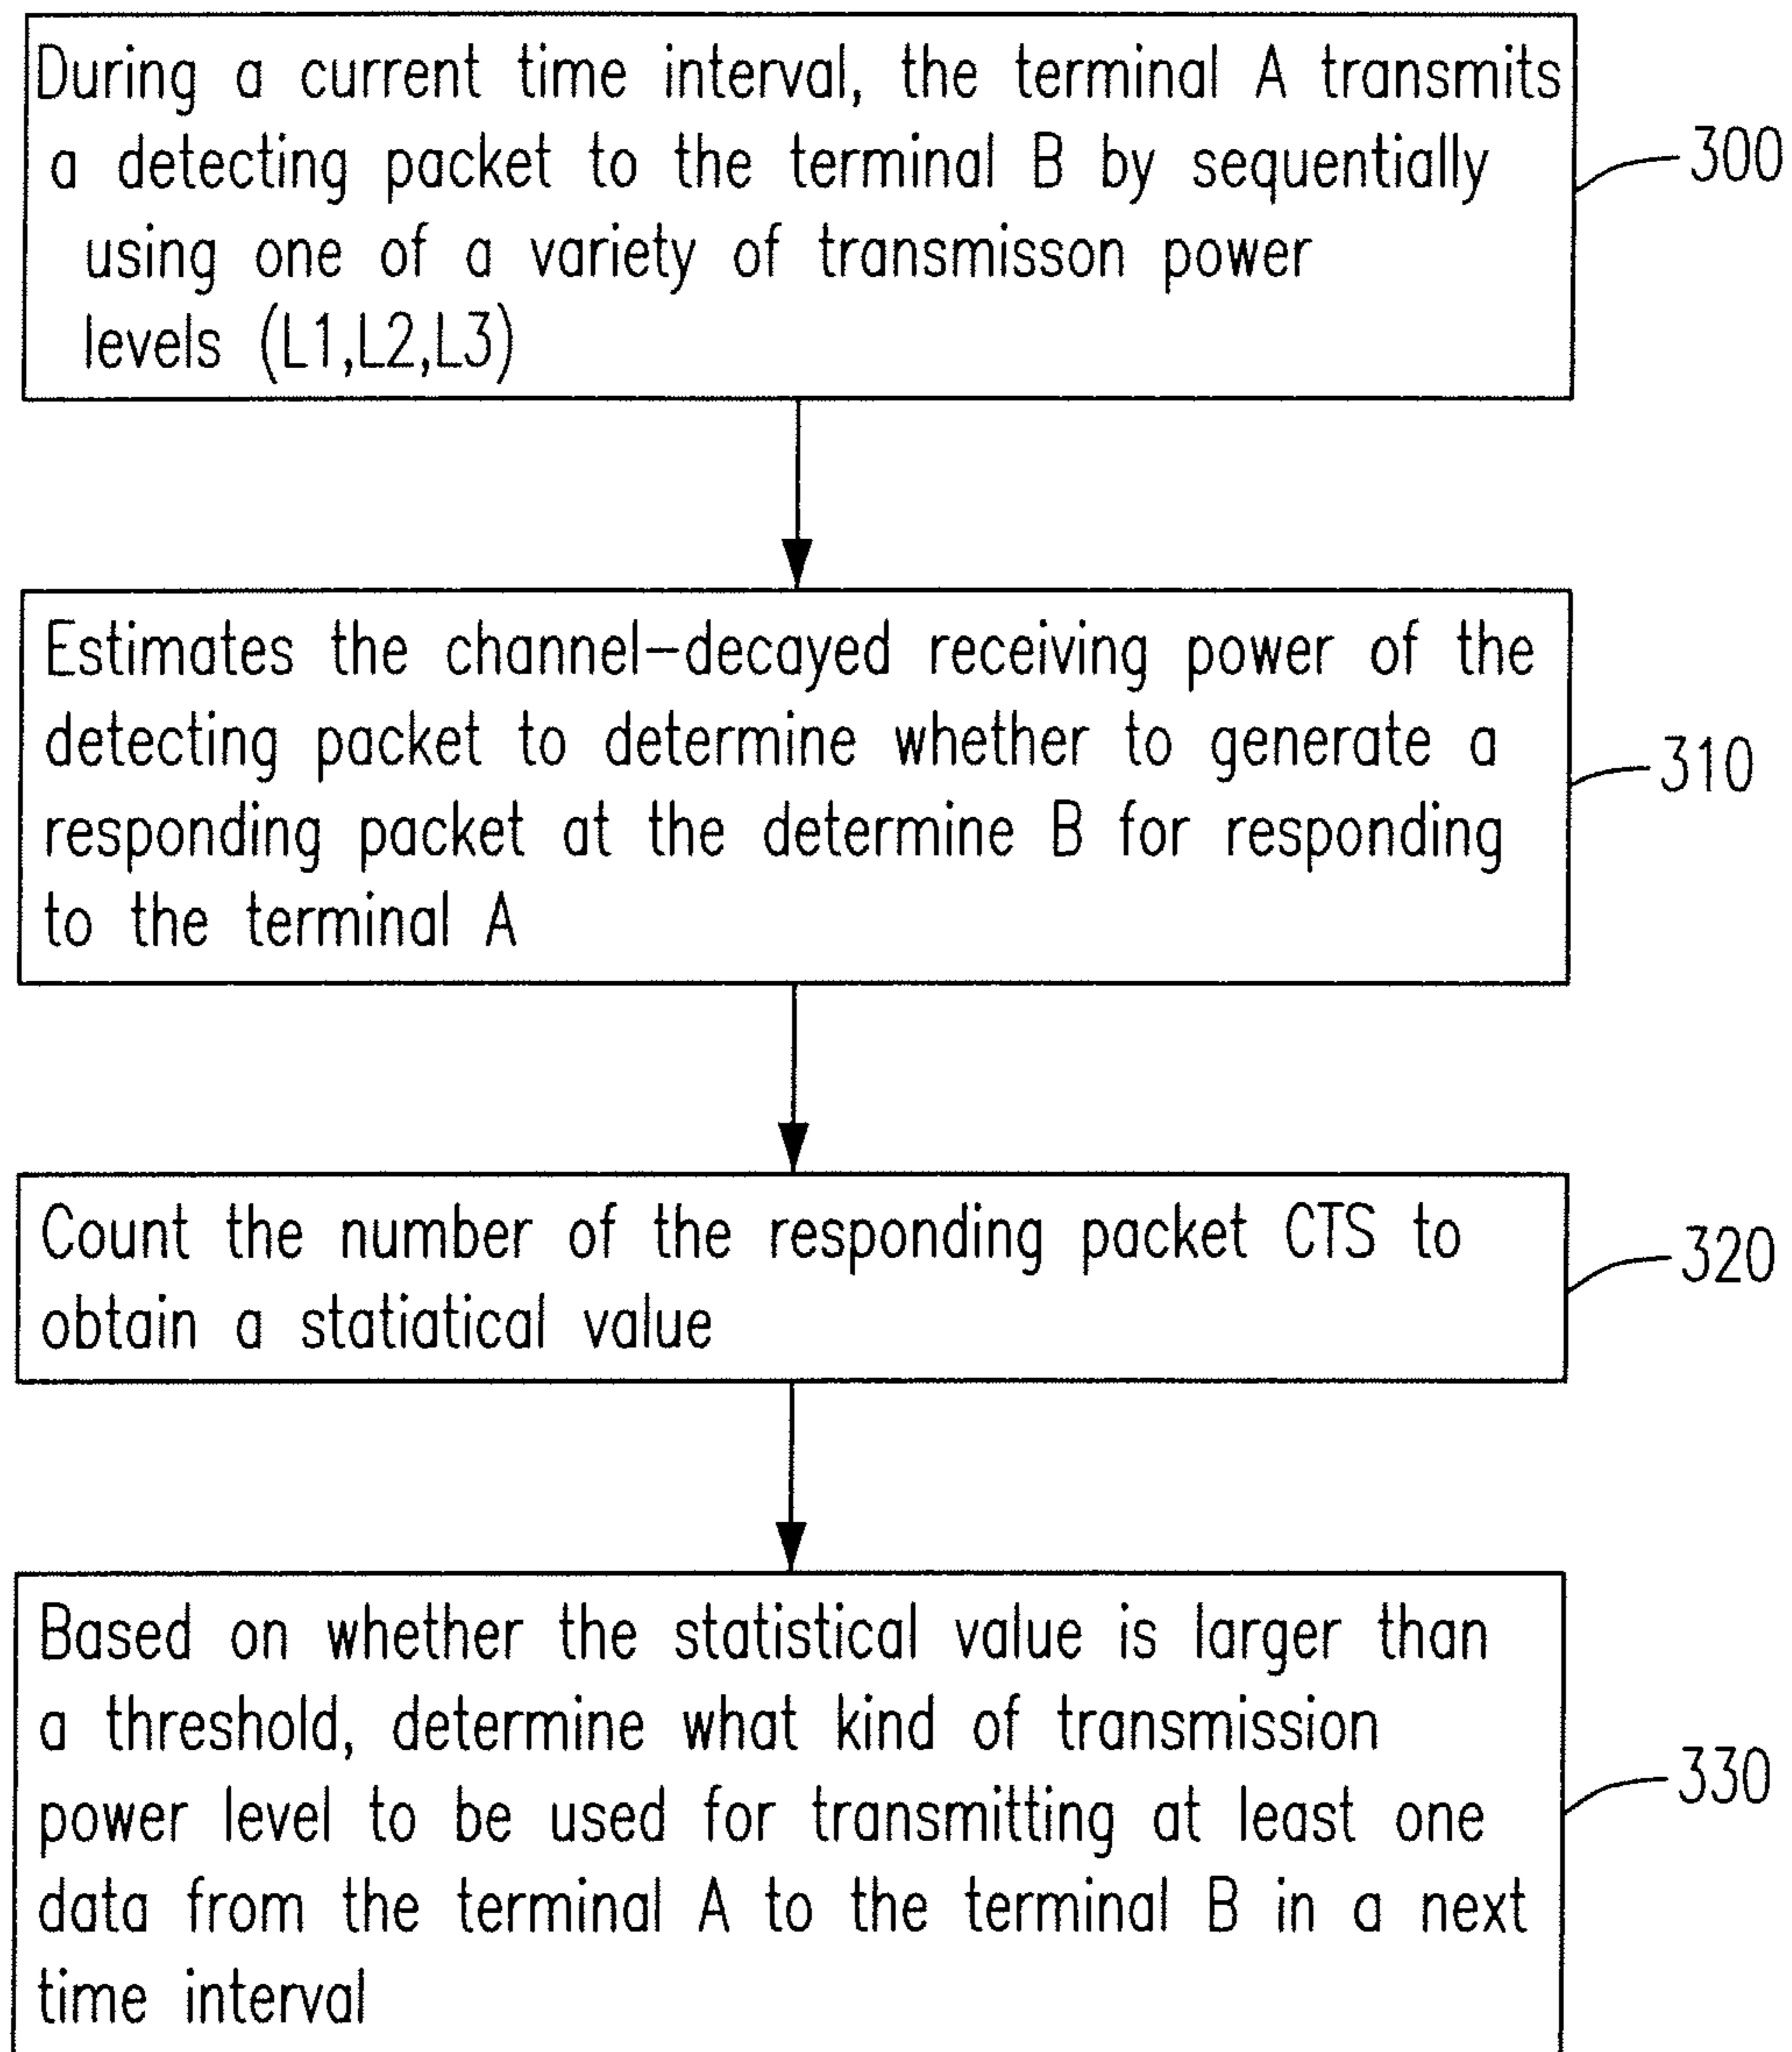 During a current time interval, the terminal A transmits
a detecting packet to the terminal B by sequentially
using one of a variety of transmisson power
levels (L1,L2,L3)
300
Estimates the channel-decayed receiving power of the
detecting packet to determine whether to generate a
responding packet at the determine B for responding
to the terminal A
310
Count the number of the responding packet CTS to
obtain a statiatical value
320
Based on whether the statistical value is larger than
a threshold, determine what kind of transmission
power level to be used for transmitting at least one
data from the terminal A to the terminal B in a next
time interval
330